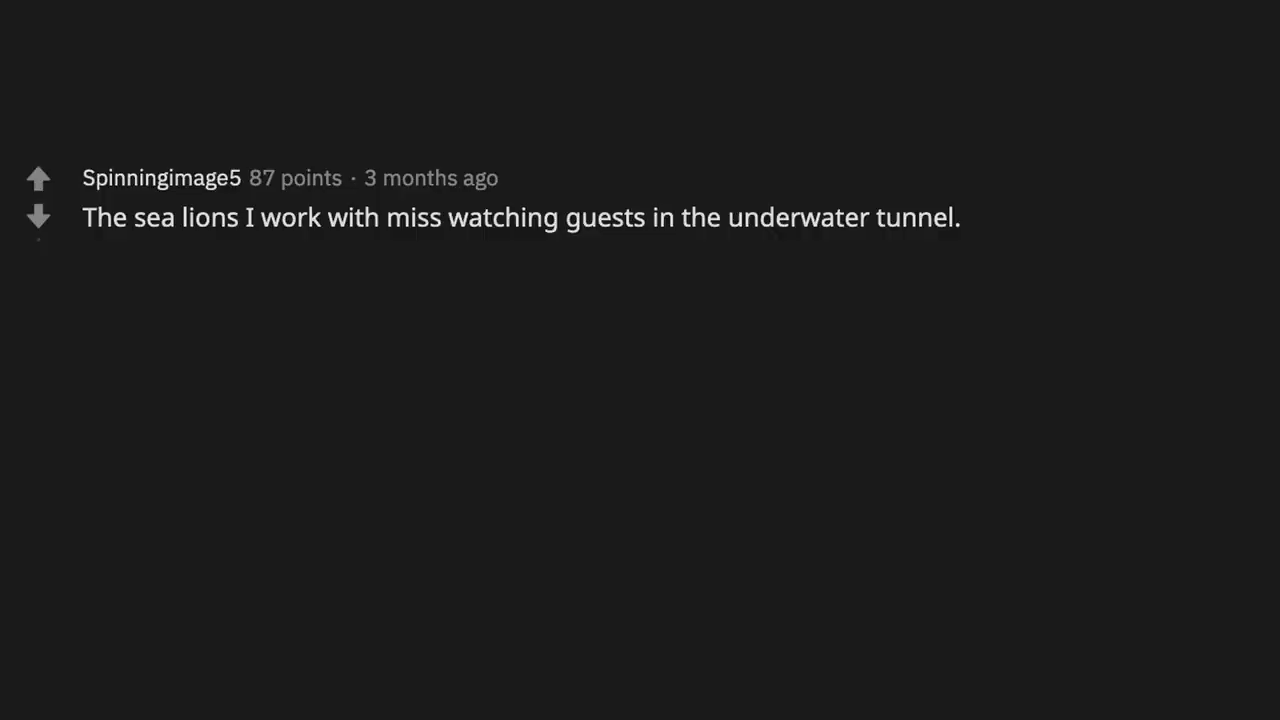 Spinningimage5 87 points · 3 months ago
The sea lions I work with miss watching guests in the underwater tunnel.